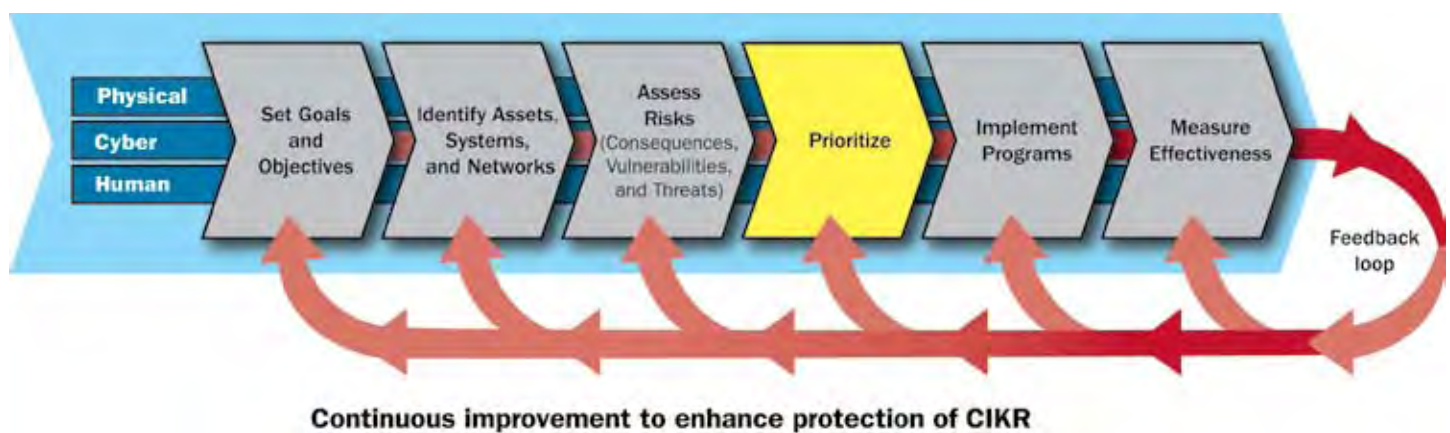 Physical
Cyber
Human
Set Goals
and
Objectives
Identify Assets,
Systems,
and Networks
Assess
Risks
(Consequences,
Vulnerabilities,
and Threats)
Prioritize
Implement
Programs
Measure
Effectiveness
Feedback
loop
Continuous improvement to enhance protection of CIKR